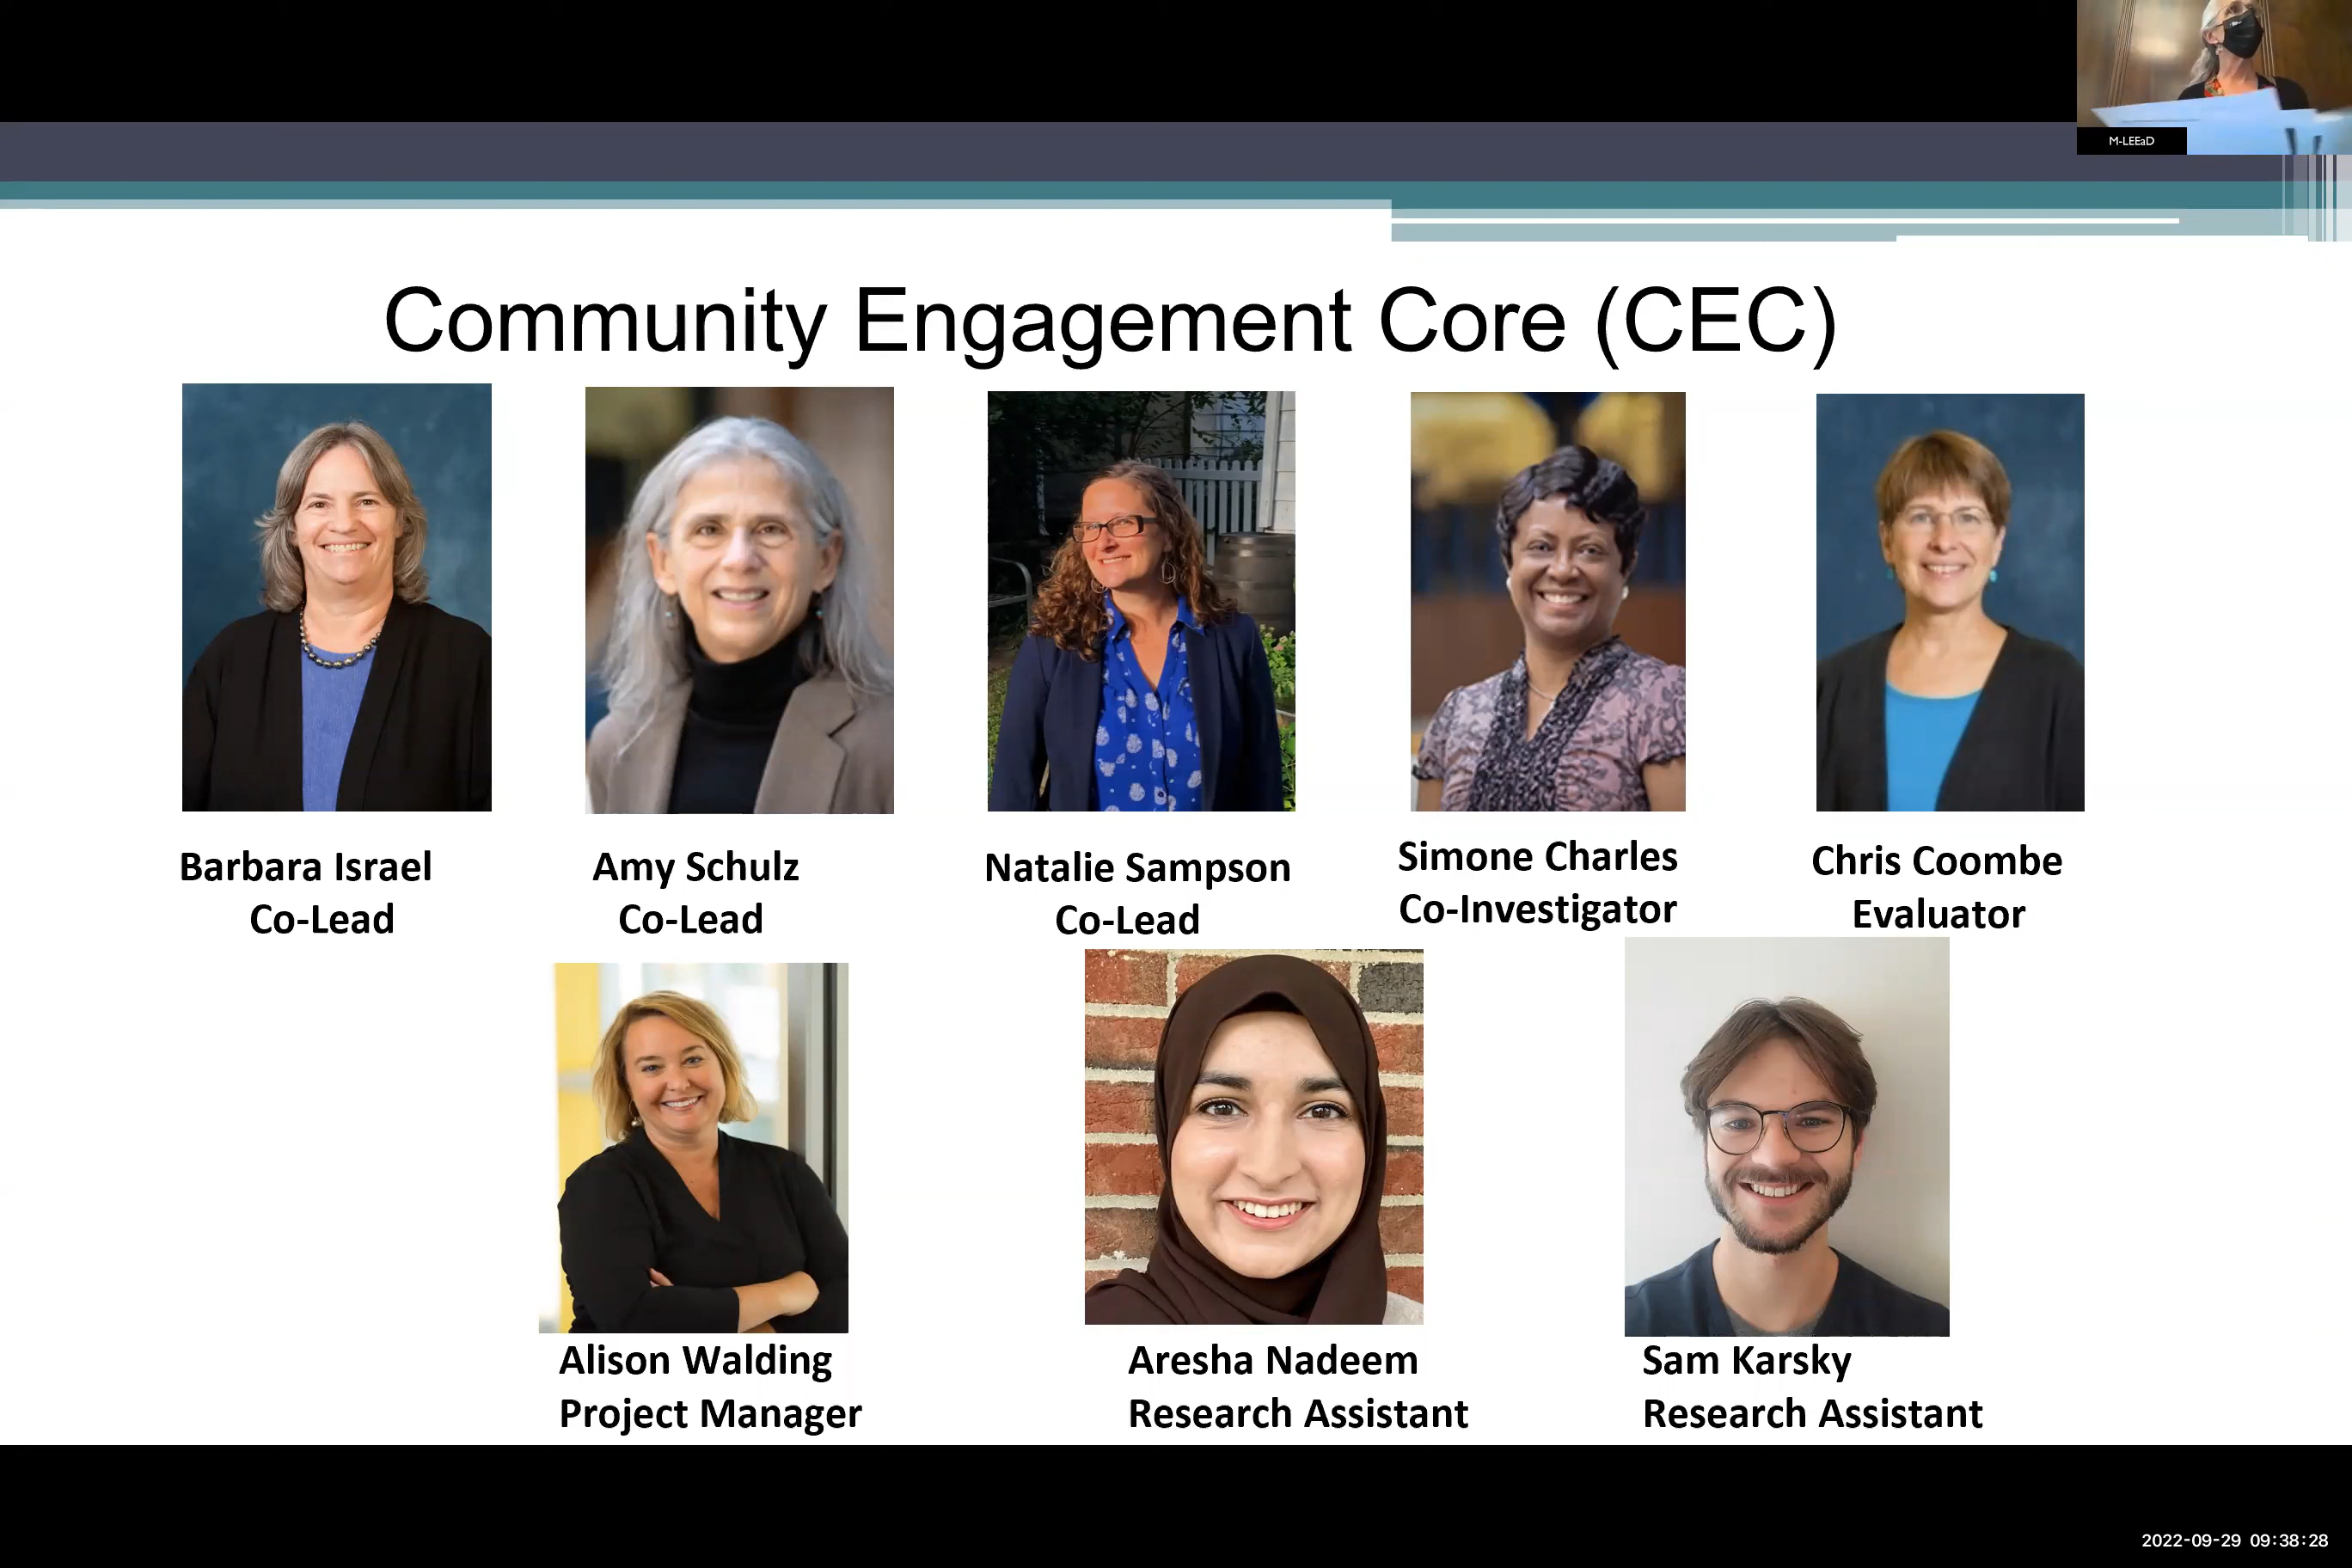 M-LEEaD
Community Engagement Core (CEC)
Barbara Israel
Co-Lead
Amy Schulz
Co-Lead
Natalie Sampson
Co-Lead
Simone Charles
Co-Investigator
Chris Coombe
Evaluator
Alison Walding
Project Manager
Aresha Nadeem
Research Assistant
Sam Karsky
Research Assistant
2022-09-29 09:38:28